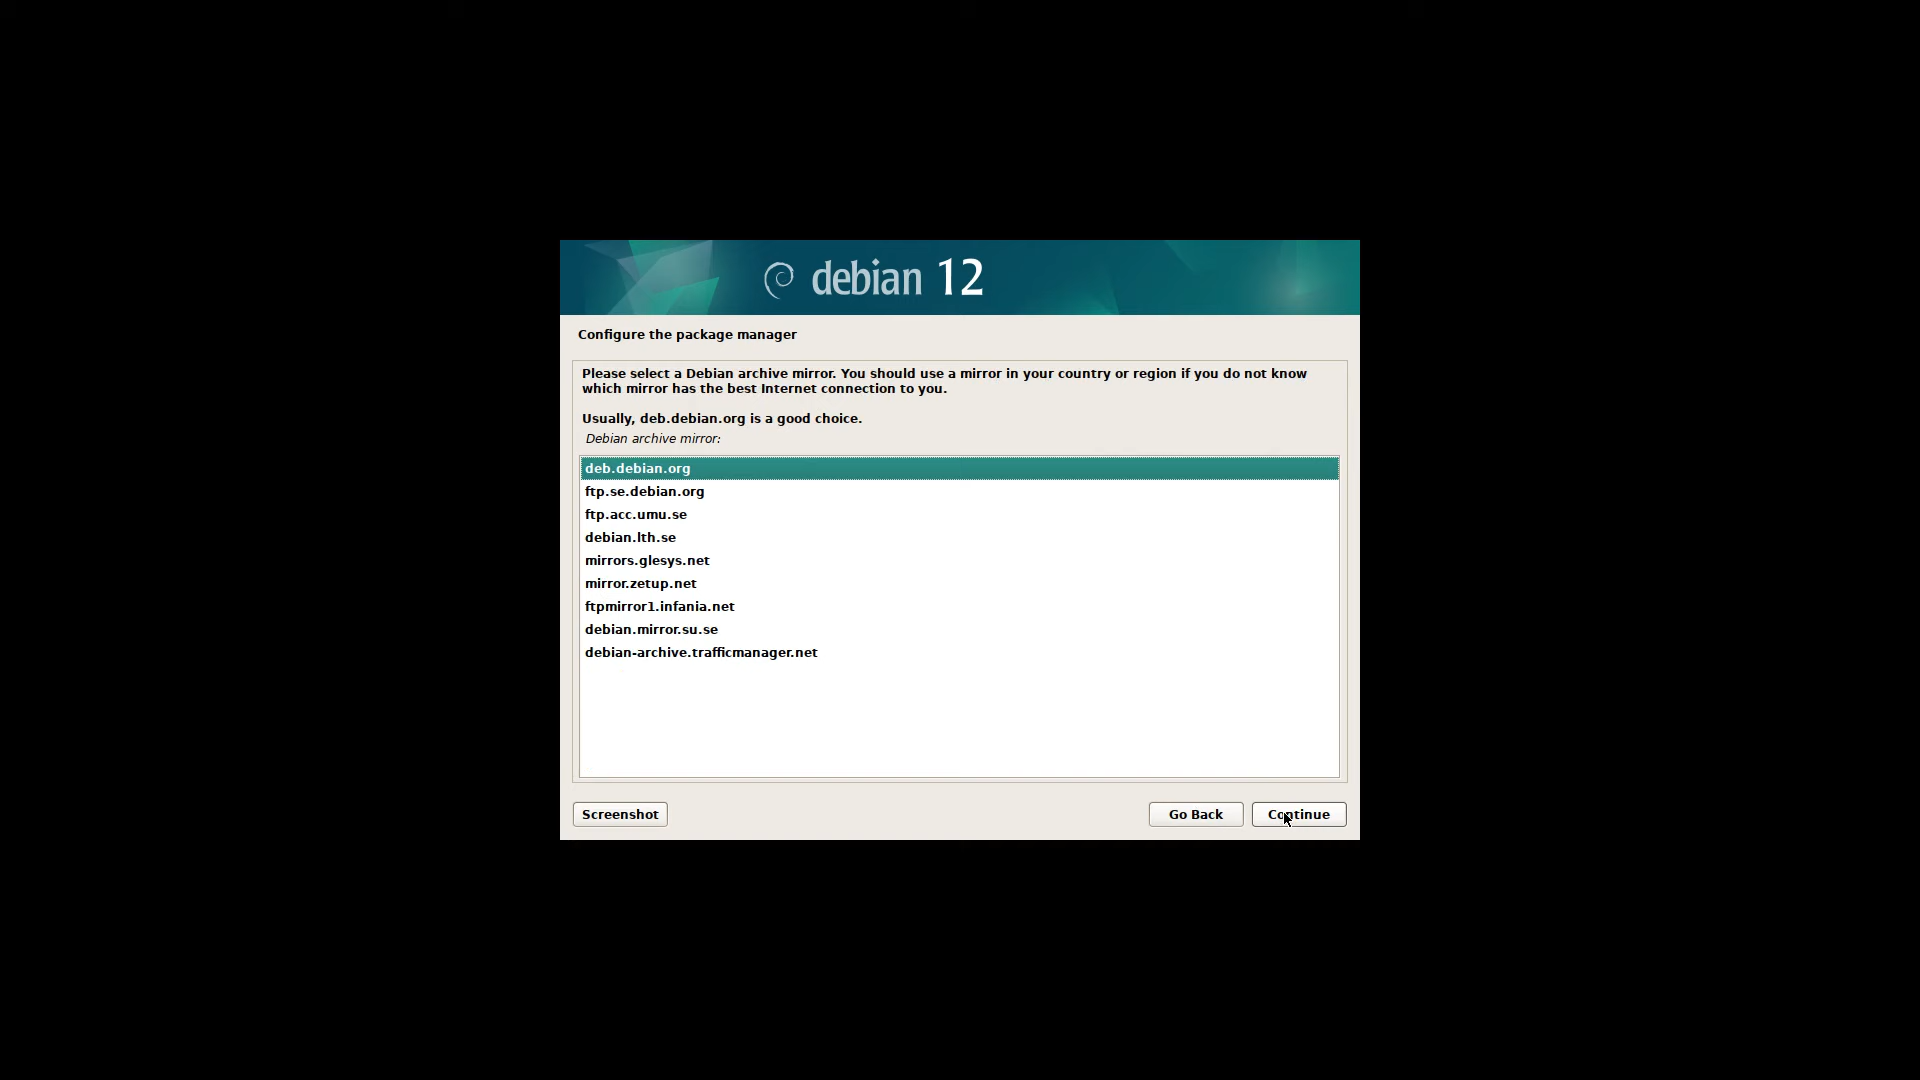 debian 12
Configure the package manager
Please select a Debian archive mirror. You should use a mirror in your country or region if you do not know
which mirror has the best Internet connection to you.
Usually, deb.debian.org is a good choice.
Debian archive mirror:
deb.debian.org
ftp.se.debian.org
ftp.acc.umu.se
debian.lth.se
mirrors.glesys.net
mirror.zetup.net
ftpmirror1.infania.net
debian.mirror.su.se
debian-archive.trafficmanager.net
Screenshot Go Back Continue